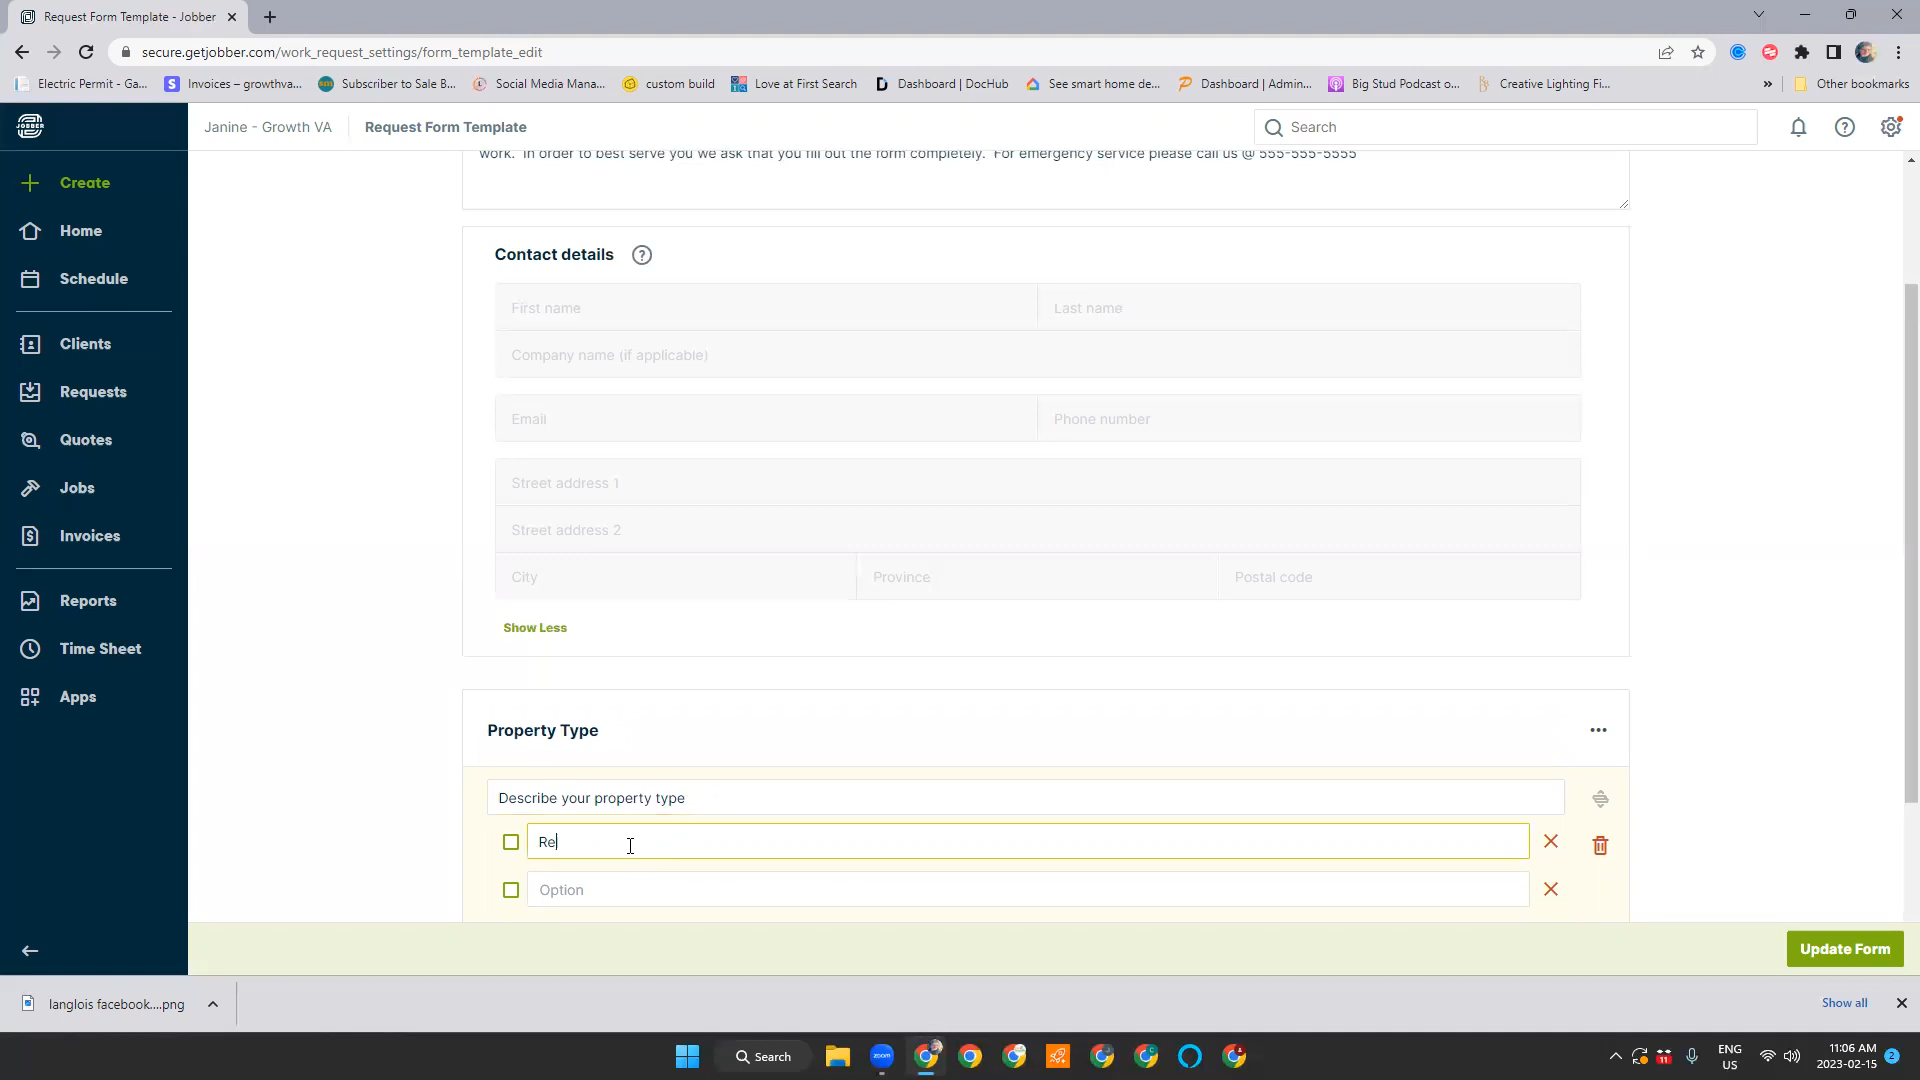 Request Form Template - Jobber
secure.getjobber.com/work_request_settings/form_template_edit
Electric Permit - Ga...
Invoices – growthva...
Subscriber to Sale B...
Social Media Mana...
custom build
Love at First Search
Dashboard | DocHub
See smart home de...
Dashboard | Admin...
Big Stud Podcast o...
Creative Lighting Fi...
»
Other bookmarks
JOBBER
Janine - Growth VA
Request Form Template
Search
Create
Home
Schedule
Clients
Requests
Quotes
Jobs
Invoices
Reports
Time Sheet
Apps
work. In order to best serve you we ask that you fill out the form completely. For emergency service please call us @ 555-555-5555
Contact details
First name
Last name
Company name (if applicable)
Email
Phone number
Street address 1
Street address 2
City
Province
Postal code
Show Less
Property Type
Describe your property type
Re
Option
Update Form
langlois facebook....png
Show all
Search
zoom
11
ENG
US
11:06 AM
2023-02-15
2